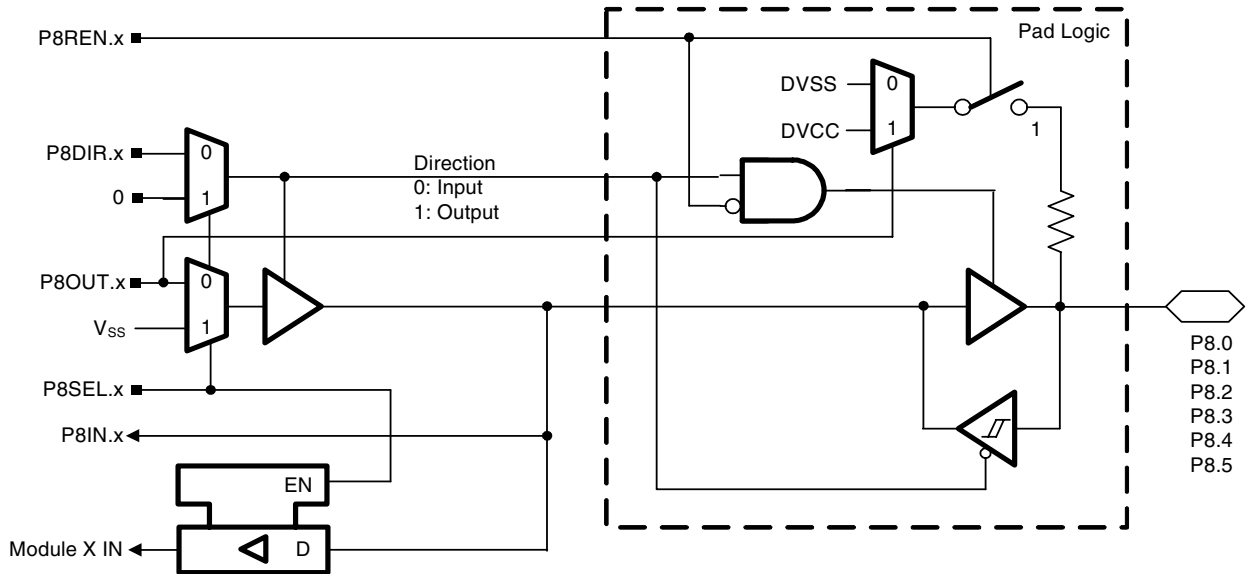 Pad Logic
P8REN.x
DVSS
0
DVCC
1
1
P8DIR.x
0
0
1
Direction
0: Input
1: Output
P8OUT.x
0
VSS
1
P8SEL.x
P8IN.x
EN
Module X IN
D
P8.0
P8.1
P8.2
P8.3
P8.4
P8.5